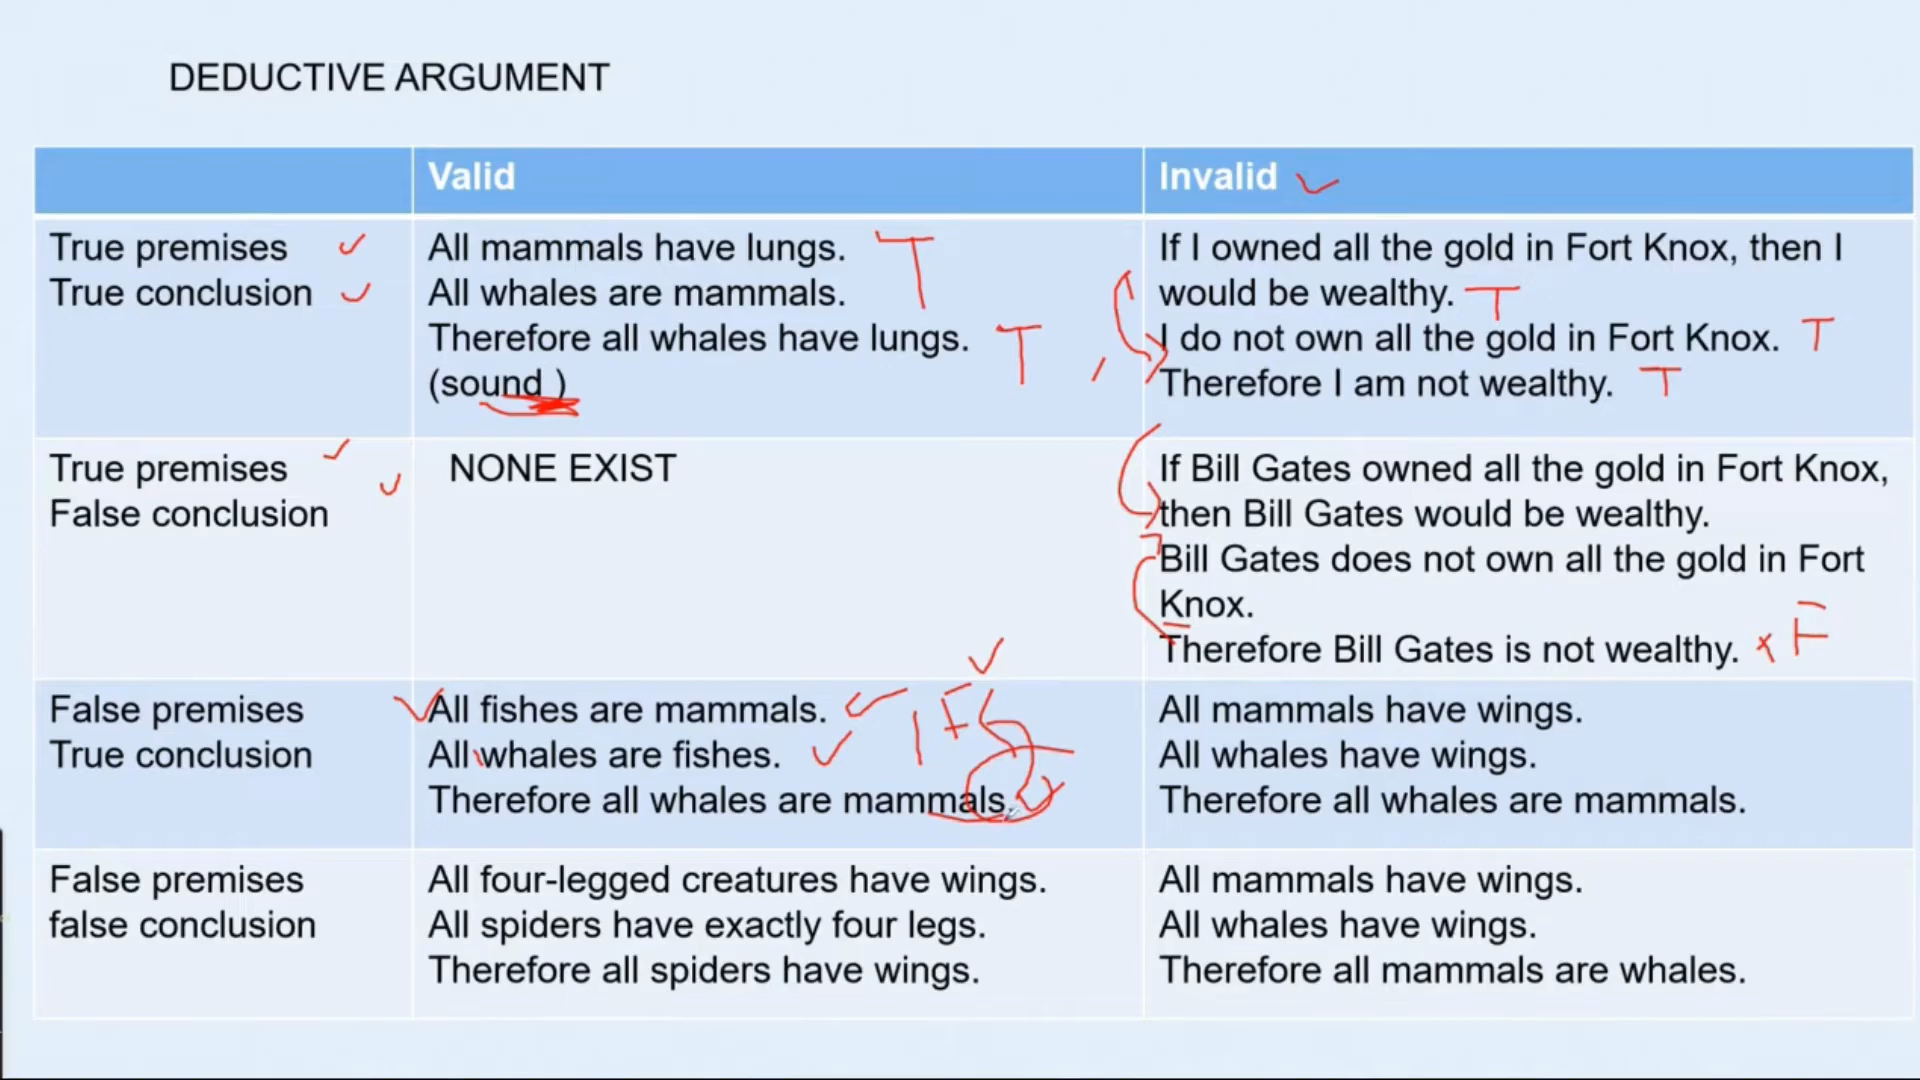 DEDUCTIVE ARGUMENT
Valid
Invalid
True premises
True conclusion
All mammals have lungs. T
All whales are mammals.
Therefore all whales have lungs. T
(sound )
If I owned all the gold in Fort Knox, then I
would be wealthy. T
I do not own all the gold in Fort Knox. T
Therefore I am not wealthy. T
True premises
False conclusion
NONE EXIST
If Bill Gates owned all the gold in Fort Knox,
then Bill Gates would be wealthy.
Bill Gates does not own all the gold in Fort
Knox.
Therefore Bill Gates is not wealthy. x F
False premises
True conclusion
All fishes are mammals.
All whales are fishes.
Therefore all whales are mammals.
All mammals have wings.
All whales have wings.
Therefore all whales are mammals.
False premises
false conclusion
All four-legged creatures have wings.
All spiders have exactly four legs.
Therefore all spiders have wings.
All mammals have wings.
All whales have wings.
Therefore all mammals are whales.